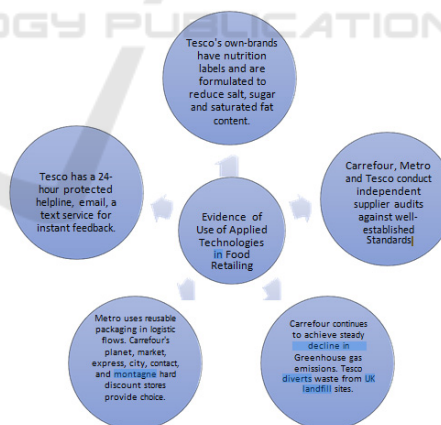 OGY PUBLICATION
Tesco's own-brands
have nutrition
labels and are
formulated to
reduce salt, sugar
and saturated fat
content.
Tesco has a 24-
hour protected
helpline, email, a
text service for
instant feedback.
Carrefour, Metro
and Tesco conduct
independent
supplier audits
against well-
established
Standards
Evidence of
Use of Applied
Technologies
in Food
Retailing
Metro uses reusable
packaging in logistic
flows. Carrefour's
planet, market,
express, city, contact,
and montagne hard
discount stores
provide choice.
Carrefour continues
to achieve steady
decline in
Greenhouse gas
emissions. Tesco
diverts waste from UK
landfill sites.